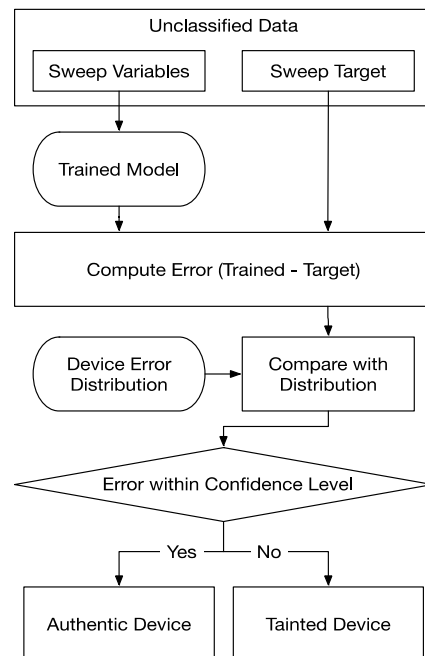 Unclassified Data
Sweep Variables
Sweep Target
Trained Model
Compute Error (Trained - Target)
Device Error
Distribution
Compare with
Distribution
Error within Confidence Level
Yes
No
Authentic Device
Tainted Device